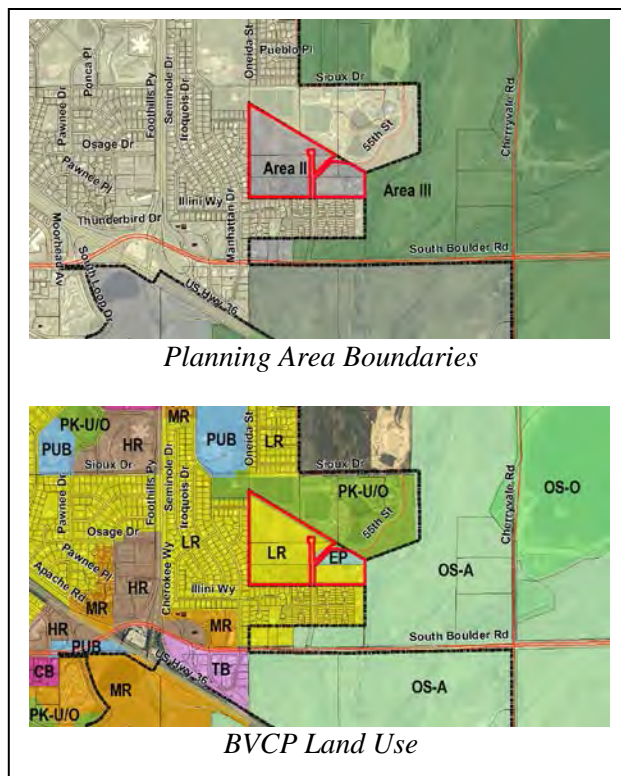 Oneida St
Pueblo Pl
Sioux Dr
Ponca Pl
Pawnee Dr
Foothills Py
Seminole Dr
Iroquois Dr
Osage Dr
Pawnee Pl
55th St
Cherryvale Rd
Area II
Area III
Illini Wy
Manhattan Dr
Thunderbird Dr
Moorhead Av
South Loop Dr
US Hwy 36
South Boulder Rd
Planning Area Boundaries
PK-U/O
MR
PUB
HR
PUB
LR
Oneida St
Sioux Dr
Sioux Dr
Foothills Py
Seminole Dr
Iroquois Dr
PK-U/O
Cherryvale Rd
OS-O
Pawnee Dr
Osage Dr
LR
55th St
Pawnee Pl
LR
EP
OS-A
Apache Rd
HR
Cherokee Wy
Illini Wy
MR
MR
HR
PUB
South Boulder Rd
US Hwy 36
TB
CB
MR
OS-A
PK-U/O
BVCP Land Use